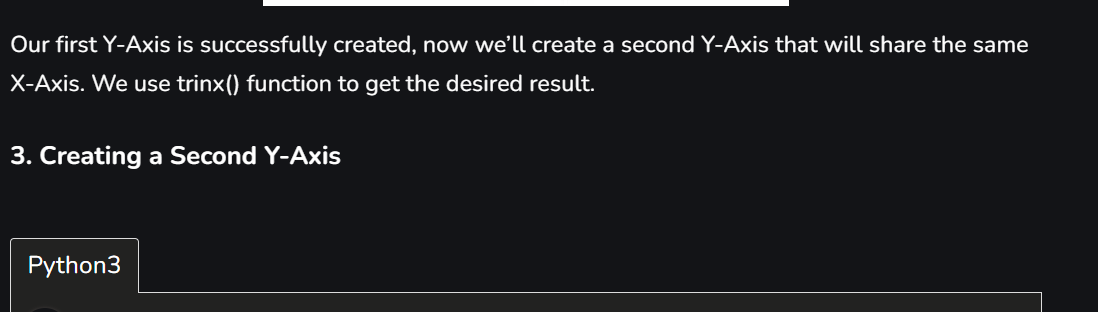 Our first Y-Axis is successfully created, now we’ll create a second Y-Axis that will share the same
X-Axis. We use trinx() function to get the desired result.
3. Creating a Second Y-Axis
Python3